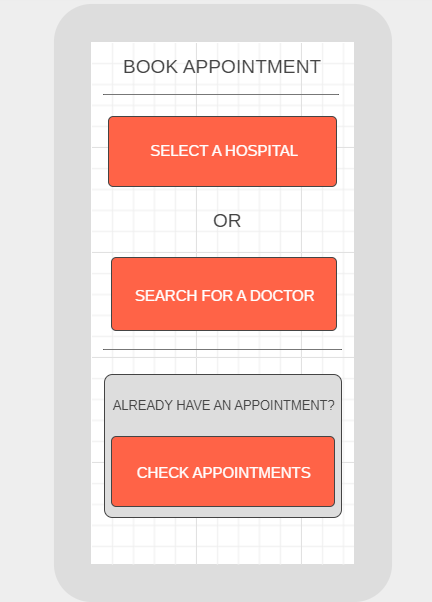 BOOK APPOINTMENT
SELECT A HOSPITAL
OR
SEARCH FOR A DOCTOR
ALREADY HAVE AN APPOINTMENT?
CHECK APPOINTMENTS